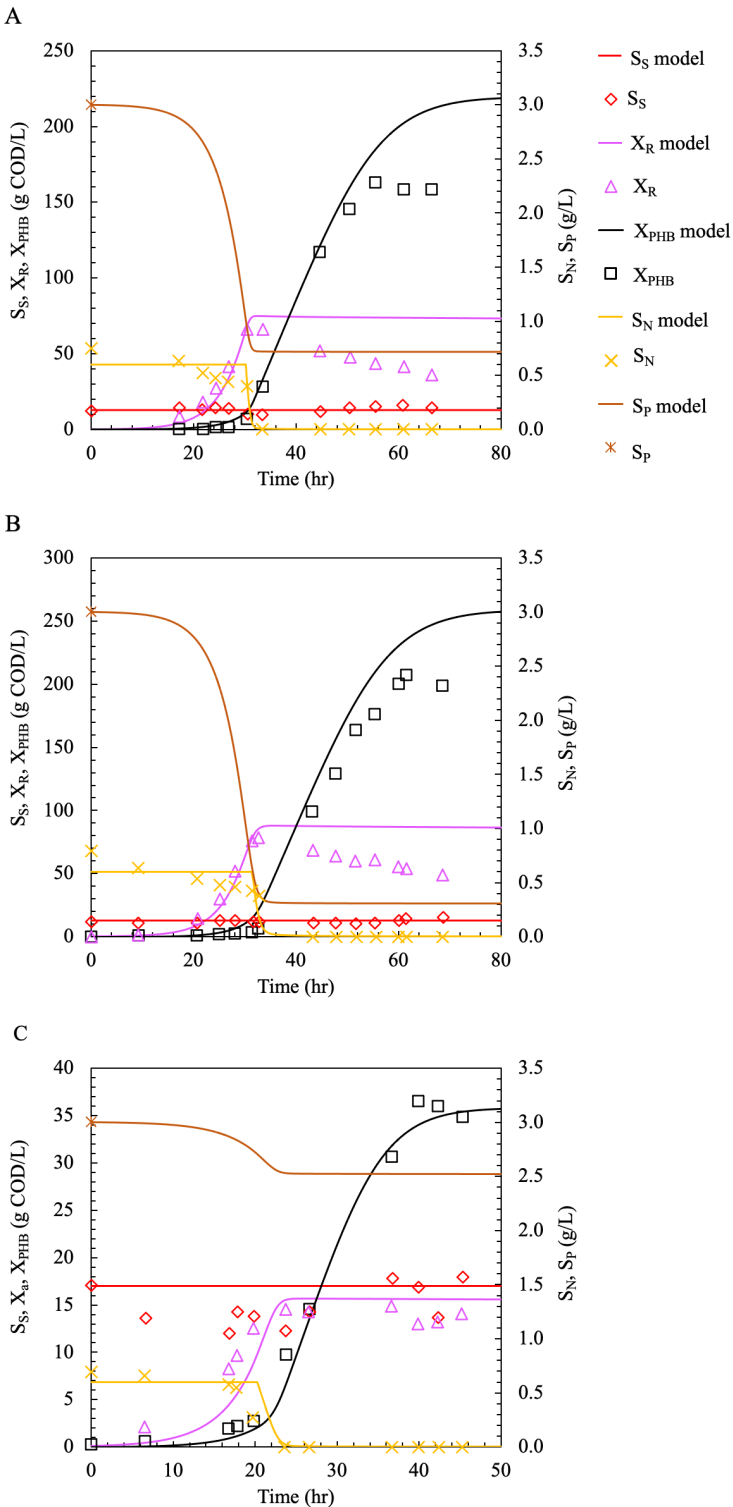 A
250
200
150
100
50
0
S_S, X_R, X_PHB (g COD/L)
3.5
3.0
2.5
2.0
1.5
1.0
0.5
0.0
S_N, S_P (g/L)
0 20 40 60 80
Time (hr)
S_S model
S_S
X_R model
X_R
X_PHB model
X_PHB
S_N model
S_N
S_P model
S_P
B
300
250
200
150
100
50
0
S_S, X_R, X_PHB (g COD/L)
3.5
3.0
2.5
2.0
1.5
1.0
0.5
0.0
S_N, S_P (g/L)
0 20 40 60 80
Time (hr)
C
40
35
30
25
20
15
10
5
0
S_S, X_a, X_PHB (g COD/L)
3.5
3.0
2.5
2.0
1.5
1.0
0.5
0.0
S_N, S_P (g/L)
0 10 20 30 40 50
Time (hr)